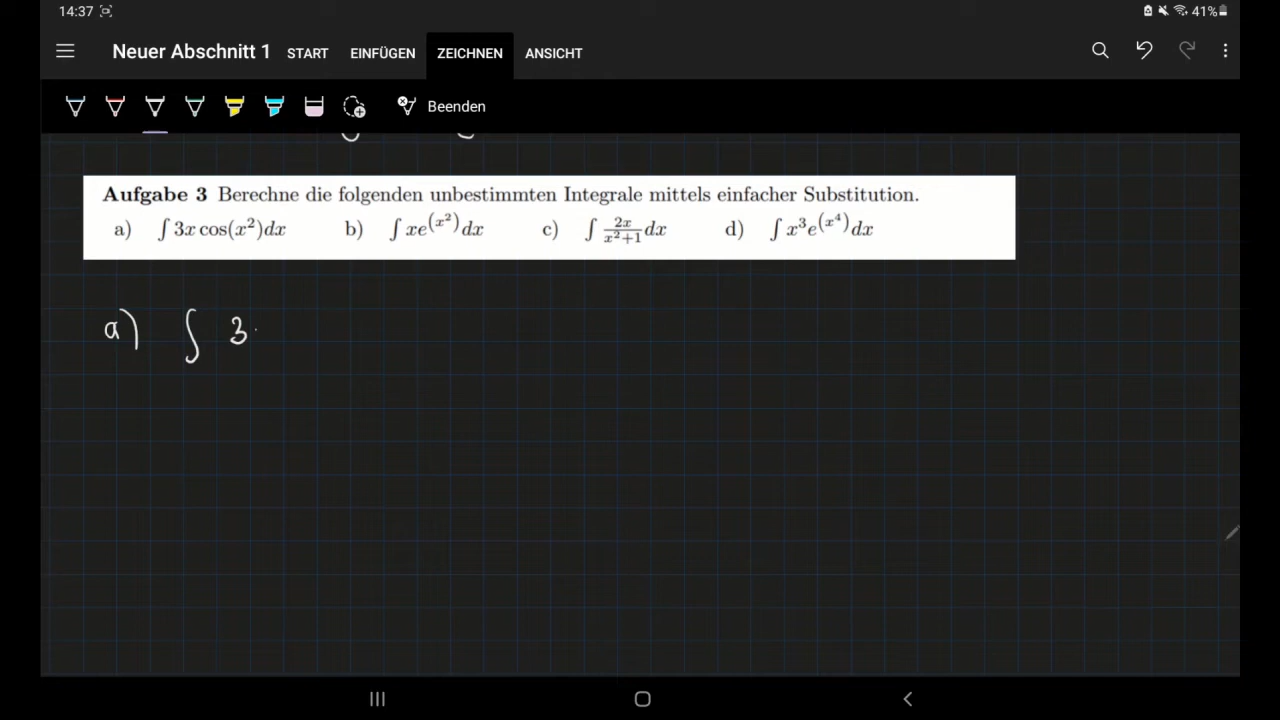 14:37 41%
Neuer Abschnitt 1 START EINFÜGEN ZEICHNEN ANSICHT
Beenden
Aufgabe 3 Berechne die folgenden unbestimmten Integrale mittels einfacher Substitution.
a) ∫ 3x cos(x²)dx b) ∫ xe^(x²) dx c) ∫ 2x/(x²+1) dx d) ∫ x³e^(x⁴) dx
a) ∫ 3·